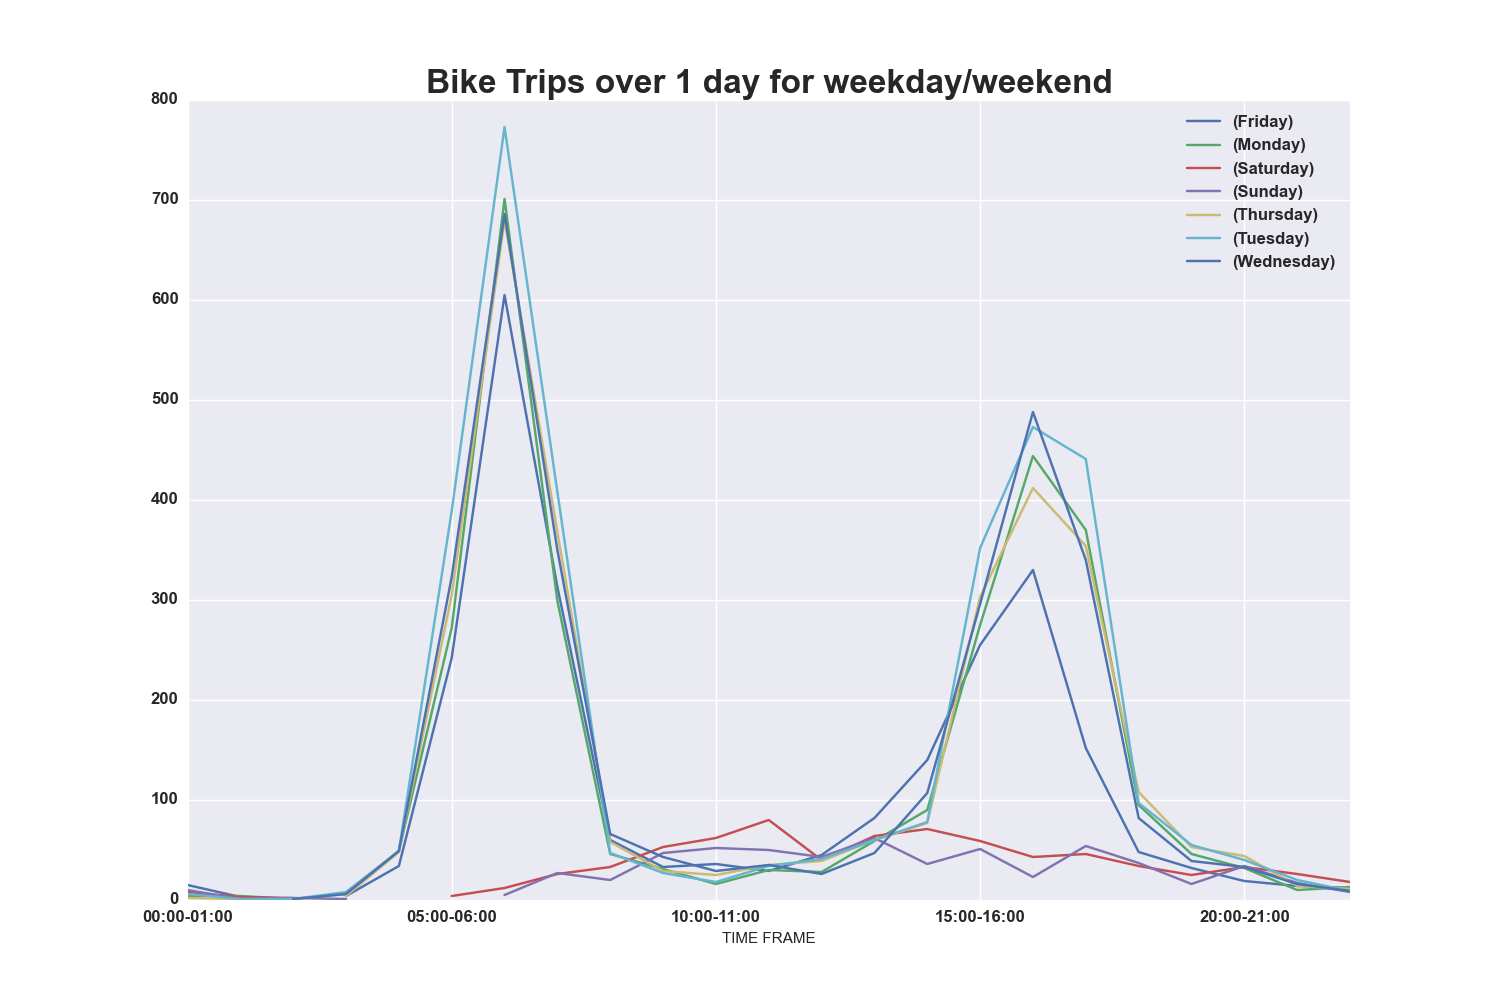 Bike Trips over 1 day for weekday/weekend
800
700
600
500
400
300
200
100
0
(Friday)
(Monday)
(Saturday)
(Sunday)
(Thursday)
(Tuesday)
(Wednesday)
00:00-01:00 05:00-06:00 10:00-11:00 15:00-16:00 20:00-21:00
TIME FRAME